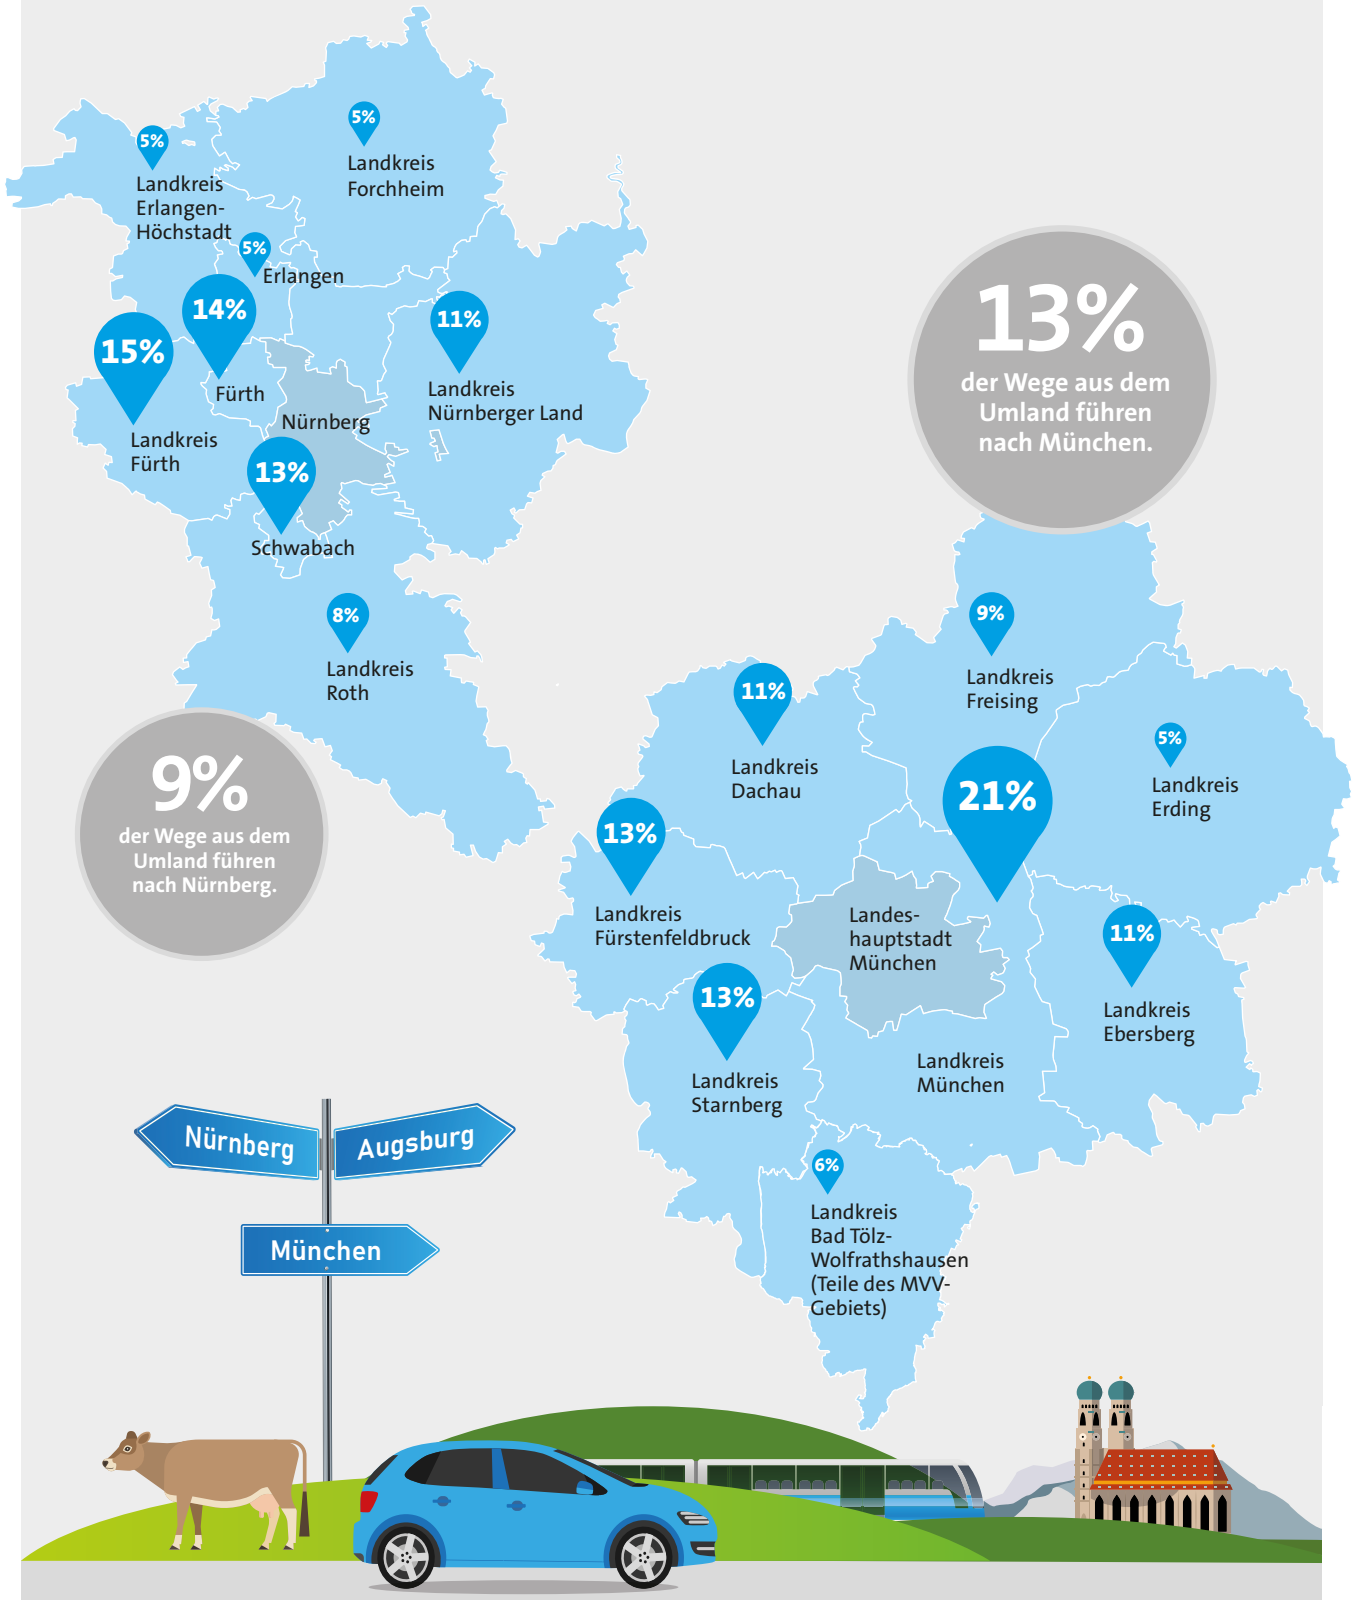 5%
Landkreis
Forchheim
5%
Landkreis
Erlangen-
Höchstadt
5%
Erlangen
14%
Fürth
15%
Landkreis
Fürth
11%
Landkreis
Nürnberger Land
Nürnberg
13%
Schwabach
8%
Landkreis
Roth
9%
der Wege aus dem
Umland führen
nach Nürnberg.
13%
der Wege aus dem
Umland führen
nach München.
9%
Landkreis
Freising
11%
Landkreis
Dachau
5%
Landkreis
Erding
21%
13%
Landkreis
Fürstenfeldbruck
Landes-
hauptstadt
München
11%
Landkreis
Ebersberg
13%
Landkreis
Starnberg
Landkreis
München
6%
Landkreis
Bad Tölz-
Wolfrathshausen
(Teile des MVV-
Gebiets)
Nürnberg
Augsburg
München